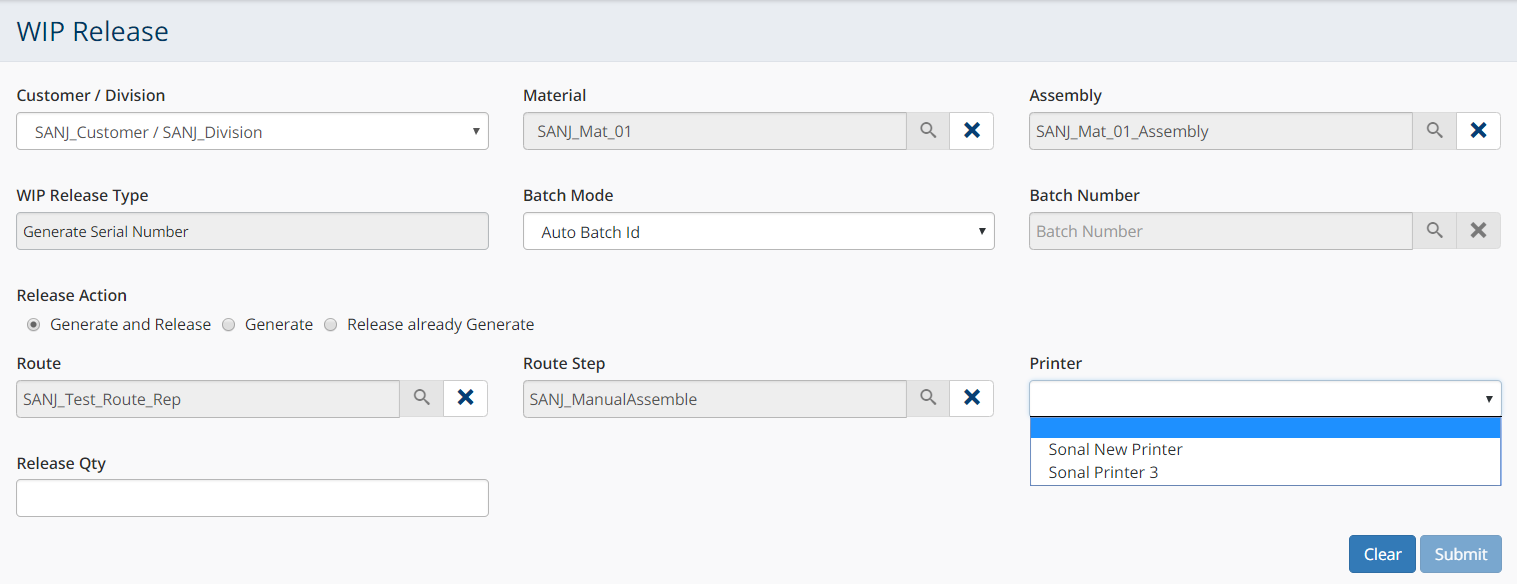 WIP Release
Customer / Division
Material
Assembly
SANJ_Customer / SANJ_Division
SANJ_Mat_01
SANJ_Mat_01_Assembly
WIP Release Type
Batch Mode
Batch Number
Generate Serial Number
Auto Batch Id
Batch Number
Release Action
Generate and Release
Generate
Release already Generate
Route
Route Step
Printer
SANJ_Test_Route_Rep
SANJ_ManualAssemble
Sonal New Printer
Sonal Printer 3
Release Qty
Clear
Submit